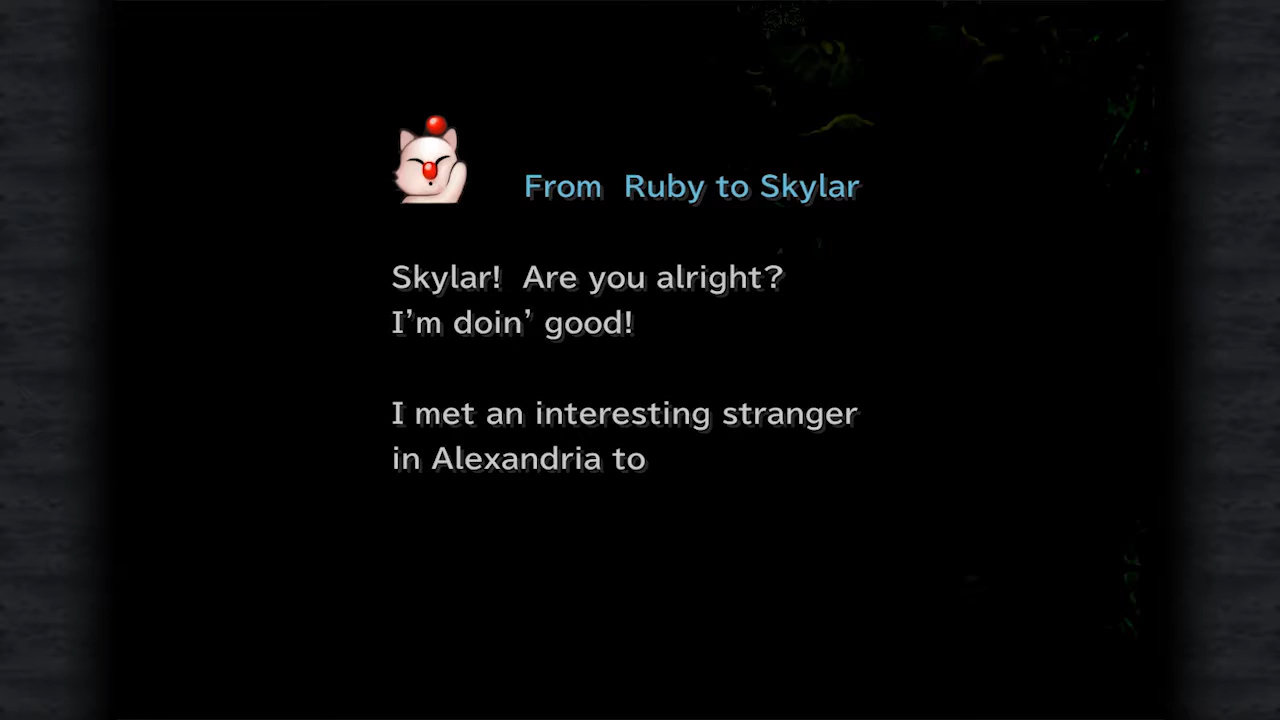 From  Ruby to Skylar
Skylar!  Are you alright?
I’m doin’ good!
I met an interesting stranger
in Alexandria to